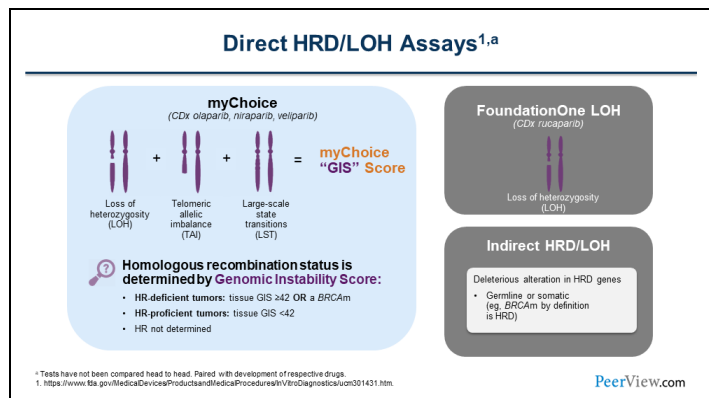 Direct HRD/LOH Assays1,a
myChoice
(CDx olaparib, niraparib, veliparib)
+
+
=
myChoice
“GIS” Score
Loss of
heterozygosity
(LOH)
Telomeric
allelic
imbalance
(TAI)
Large-scale
state
transitions
(LST)
Homologous recombination status is
determined by Genomic Instability Score:
• HR-deficient tumors: tissue GIS ≥42 OR a BRCAm
• HR-proficient tumors: tissue GIS <42
• HR not determined
FoundationOne LOH
(CDx rucaparib)
Loss of heterozygosity
(LOH)
Indirect HRD/LOH
Deleterious alteration in HRD genes
• Germline or somatic
(eg, BRCAm by definition
is HRD)
a Tests have not been compared head to head. Paired with development of respective drugs.
1. https://www.fda.gov/MedicalDevices/ProductsandMedicalProcedures/InVitroDiagnostics/ucm301431.htm.
PeerView.com